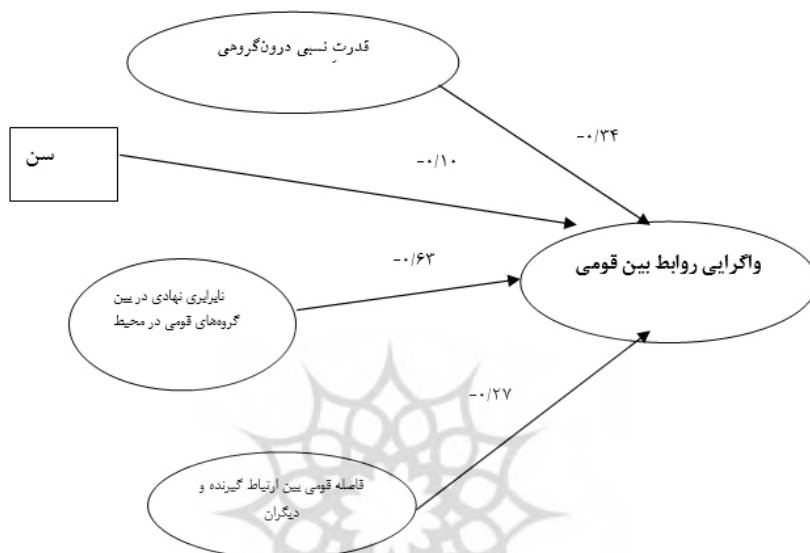 قدرتِ نسبی درون‌گروهی
-۰/۳۴
سن
-۰/۱۰
واگرایی روابط بین قومی
-۰/۶۳
نابرابری نهادی در بین
گروه‌های قومی در محیط
-۰/۲۷
فاصله قومی بین ارتباط گیرنده و
دیگران